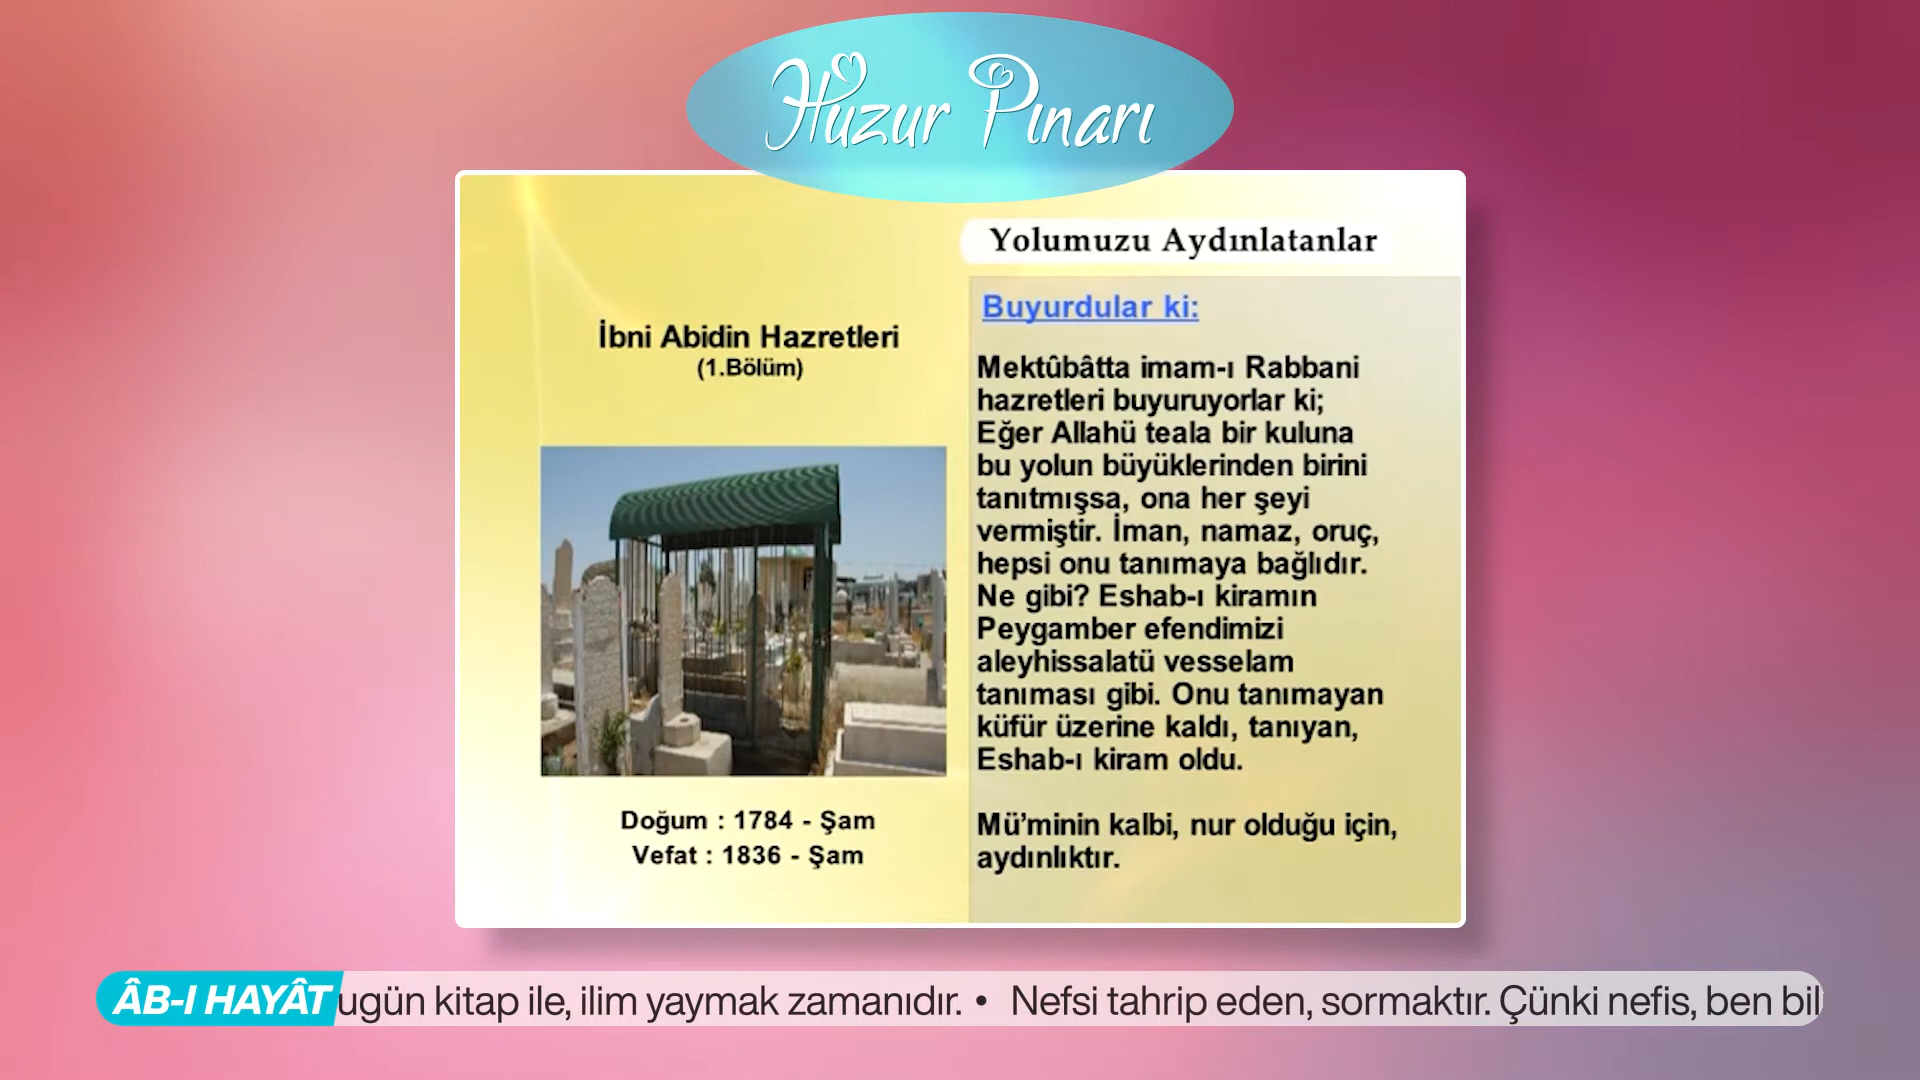 Huzur Pınarı
Yolumuzu Aydınlatanlar
İbni Abidin Hazretleri
(1.Bölüm)
Doğum : 1784 - Şam
Vefat : 1836 - Şam
Buyurdular ki:
Mektûbâtta imam-ı Rabbani
hazretleri buyuruyorlar ki;
Eğer Allahü teala bir kuluna
bu yolun büyüklerinden birini
tanıtmışsa, ona her şeyi
vermiştir. İman, namaz, oruç,
hepsi onu tanımaya bağlıdır.
Ne gibi? Eshab-ı kiramın
Peygamber efendimizi
aleyhissalatü vesselam
tanıması gibi. Onu tanımayan
küfür üzerine kaldı, tanıyan,
Eshab-ı kiram oldu.
Mü’minin kalbi, nur olduğu için,
aydınlıktır.
ÂB-I HAYÂT ugün kitap ile, ilim yaymak zamanıdır. • Nefsi tahrip eden, sormaktır. Çünki nefis, ben bil